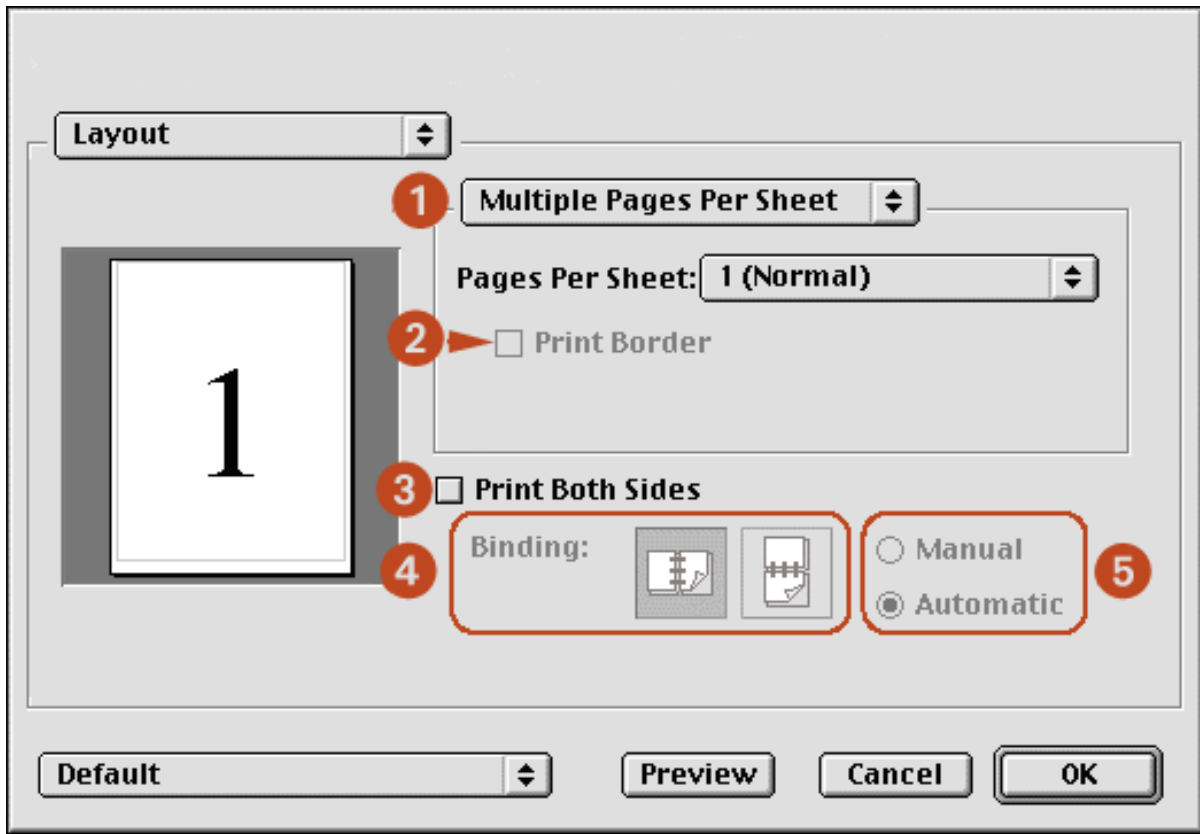 Layout
1 Multiple Pages Per Sheet
Pages Per Sheet: 1 (Normal)
2 Print Border
1
3 Print Both Sides
4 Binding:
Manual
5
Automatic
Default Preview Cancel OK